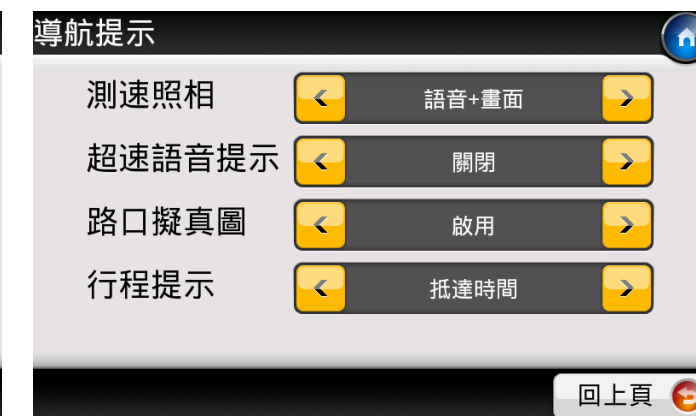 導航提示
測速照相 語音+畫面
超速語音提示 關閉
路口擬真圖 啟用
行程提示 抵達時間
回上頁